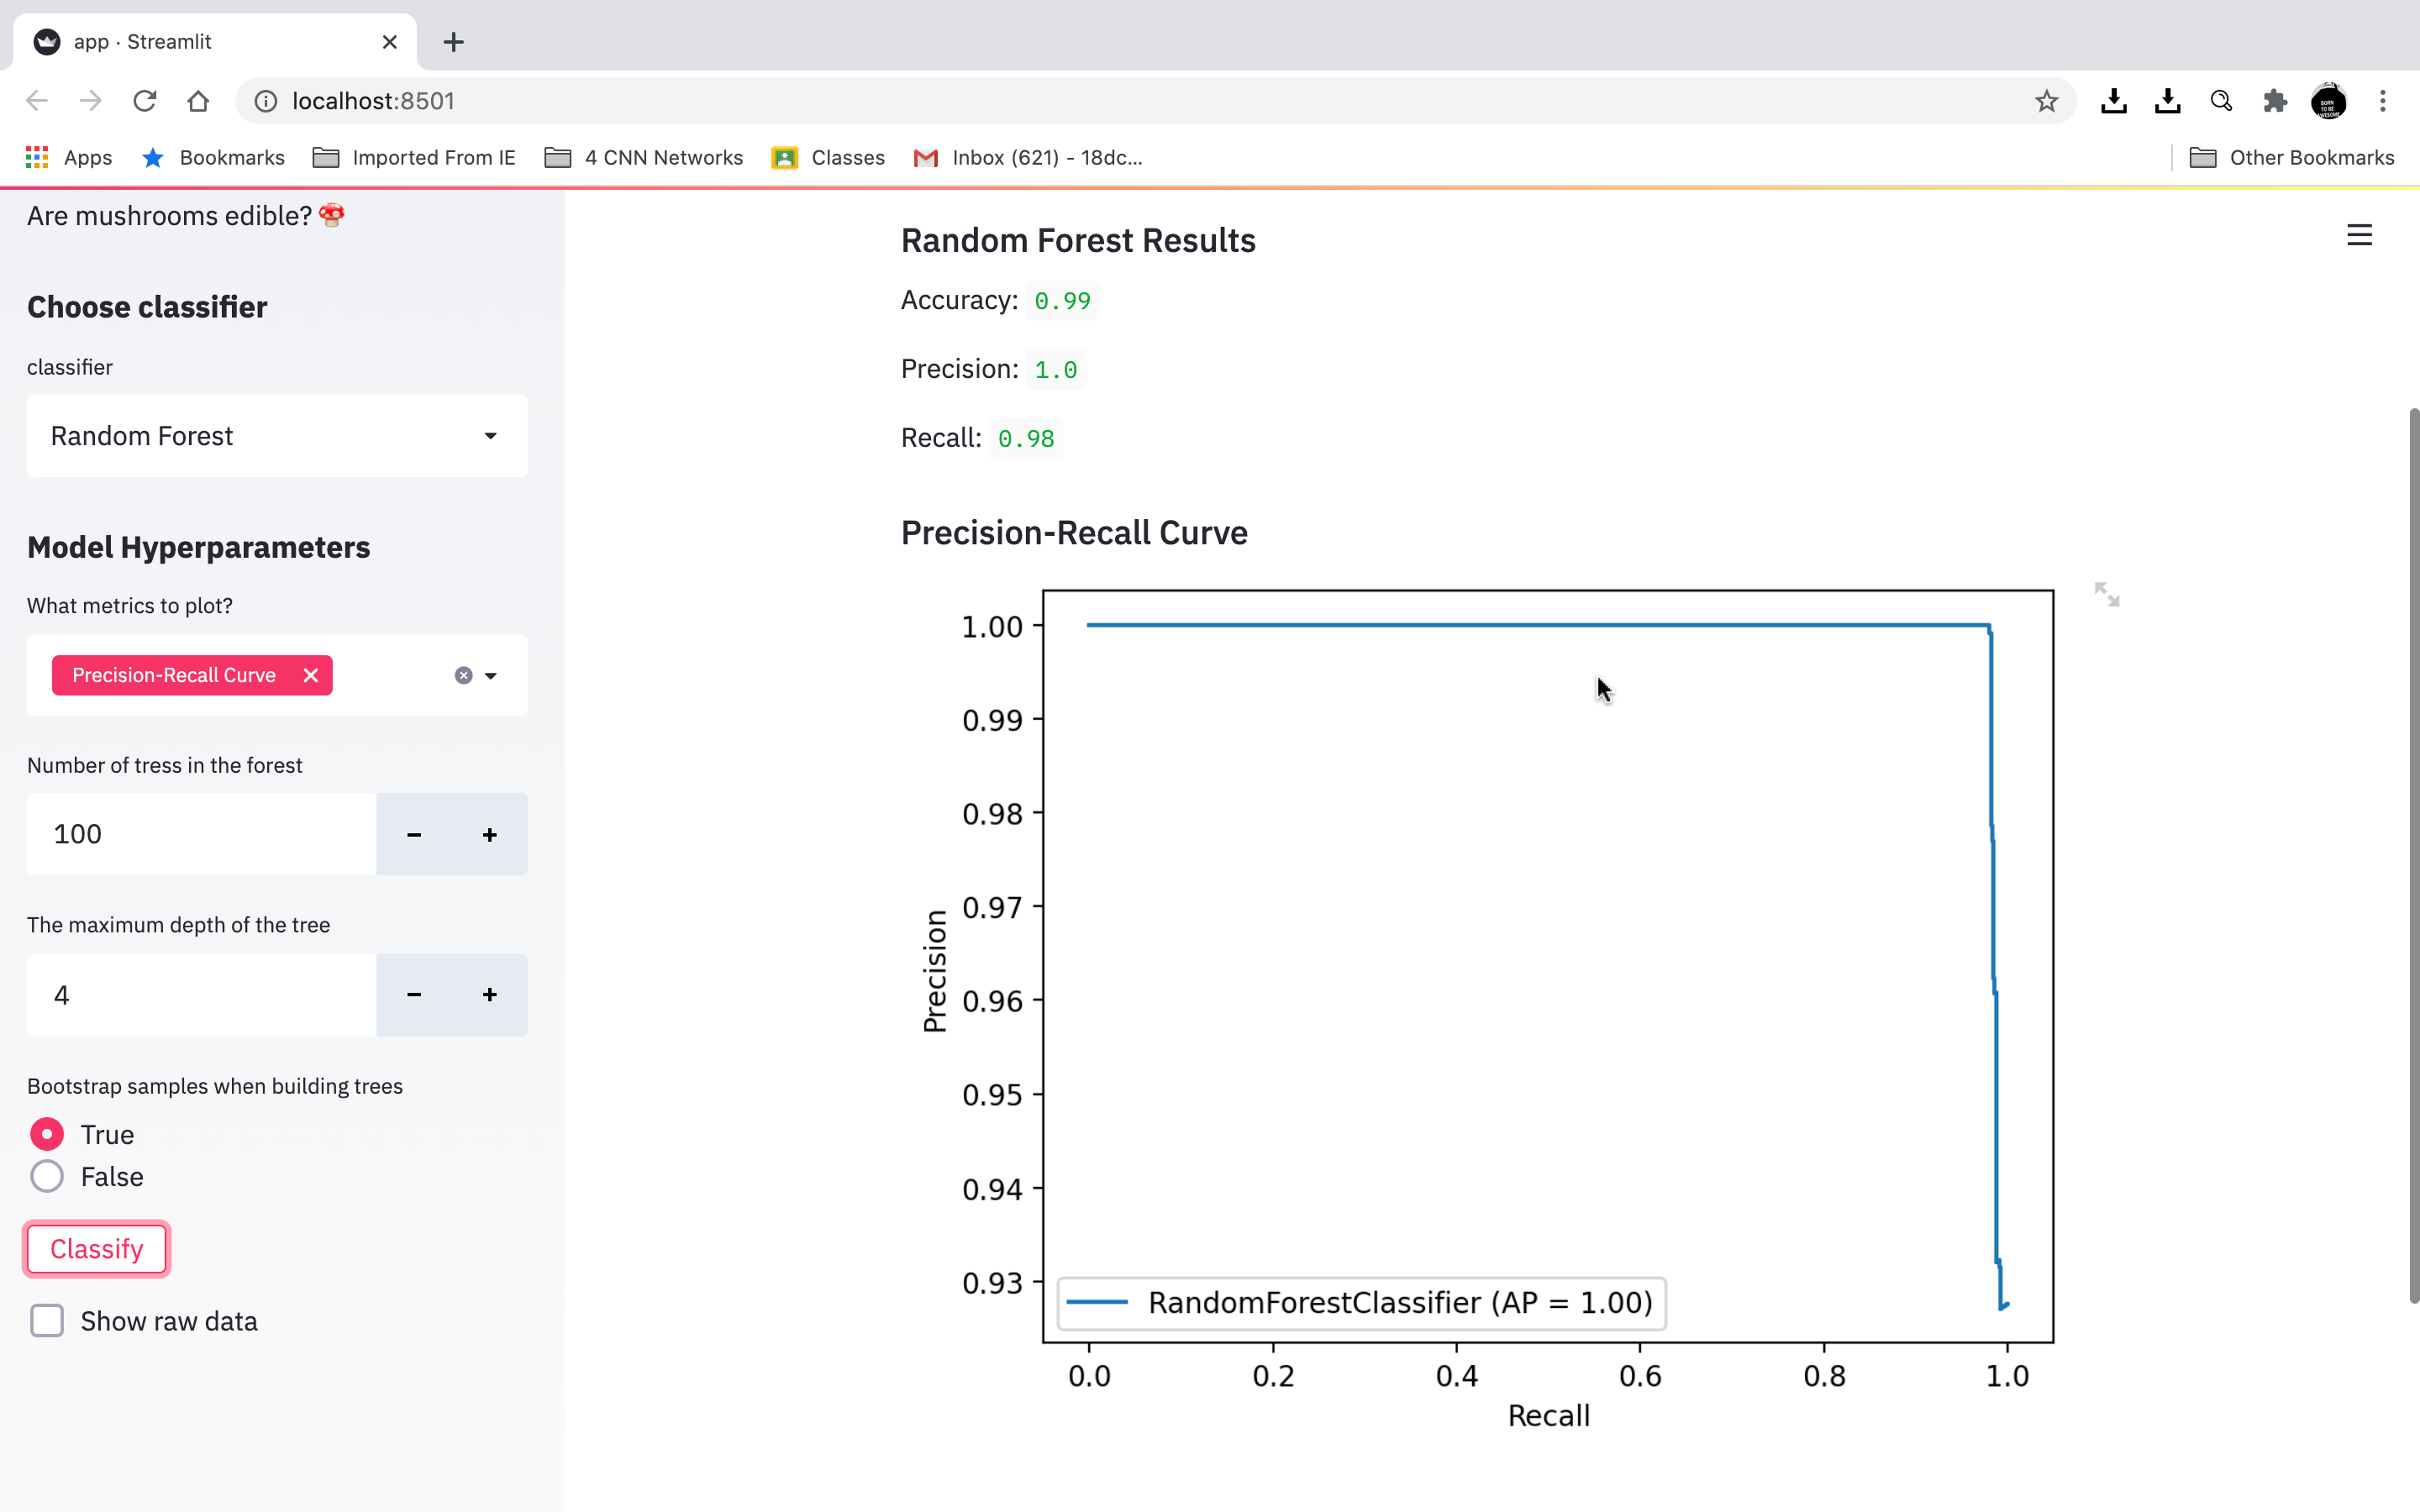 app · Streamlit
localhost:8501
Apps
Bookmarks
Imported From IE
4 CNN Networks
Classes
Inbox (621) - 18dc...
Other Bookmarks
Are mushrooms edible?
Choose classifier
classifier
Random Forest
Model Hyperparameters
What metrics to plot?
Precision-Recall Curve
Number of tress in the forest
100
The maximum depth of the tree
4
Bootstrap samples when building trees
True
False
Classify
Show raw data
Random Forest Results
Accuracy: 0.99
Precision: 1.0
Recall: 0.98
Precision-Recall Curve
1.00
0.99
0.98
0.97
0.96
0.95
0.94
0.93
Precision
RandomForestClassifier (AP = 1.00)
0.0 0.2 0.4 0.6 0.8 1.0
Recall